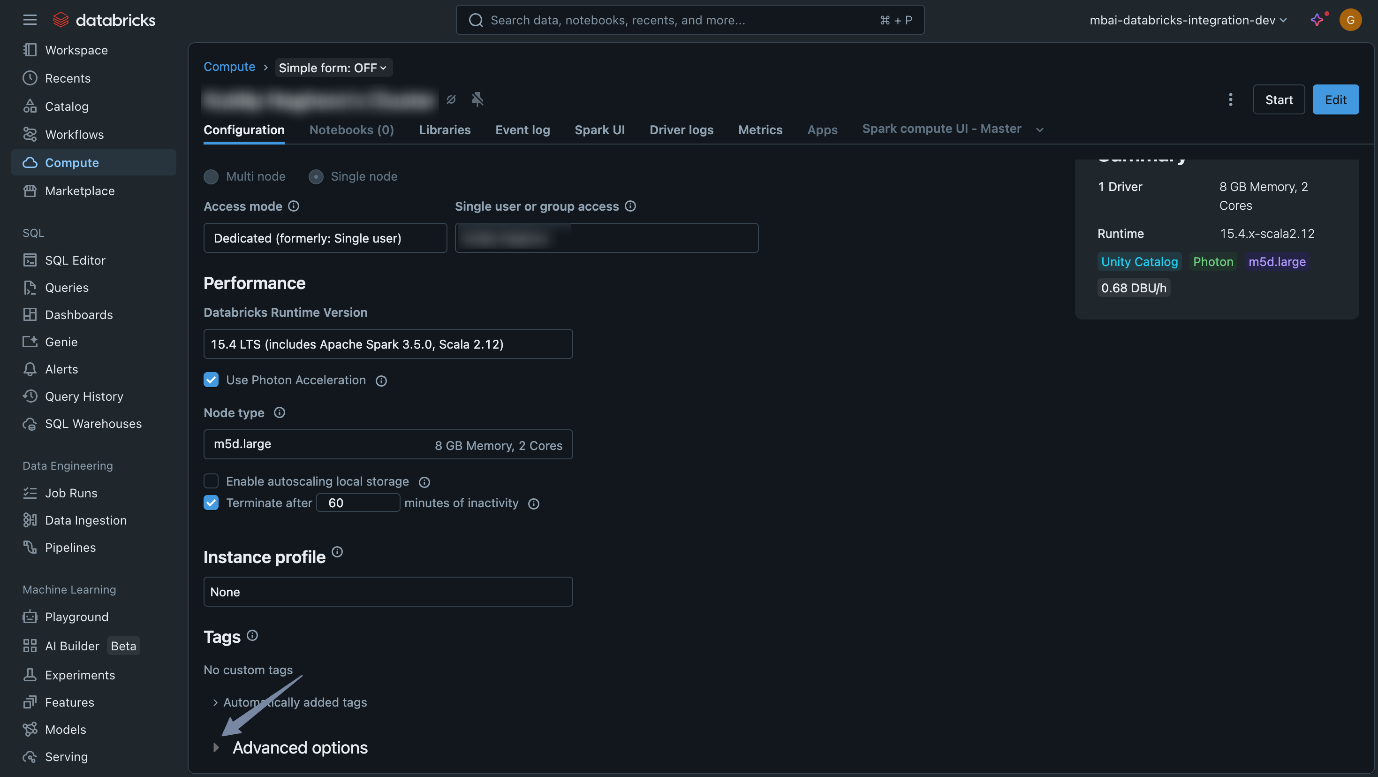 databricks
Search data, notebooks, recents, and more...
⌘ + P
mbai-databricks-integration-dev
G
Workspace
Recents
Catalog
Workflows
Compute
Marketplace
SQL
SQL Editor
Queries
Dashboards
Genie
Alerts
Query History
SQL Warehouses
Data Engineering
Job Runs
Data Ingestion
Pipelines
Machine Learning
Playground
AI Builder Beta
Experiments
Features
Models
Serving
Compute › Simple form: OFF
Start
Edit
Configuration Notebooks (0) Libraries Event log Spark UI Driver logs Metrics Apps Spark compute UI - Master
Multi node Single node
Access mode Single user or group access
Dedicated (formerly: Single user)
Performance
Databricks Runtime Version
15.4 LTS (includes Apache Spark 3.5.0, Scala 2.12)
Use Photon Acceleration
Node type
m5d.large 8 GB Memory, 2 Cores
Enable autoscaling local storage
Terminate after 60 minutes of inactivity
Instance profile
None
Tags
No custom tags
Automatically added tags
Advanced options
Summary
1 Driver 8 GB Memory, 2
Cores
Runtime 15.4.x-scala2.12
Unity Catalog Photon m5d.large
0.68 DBU/h